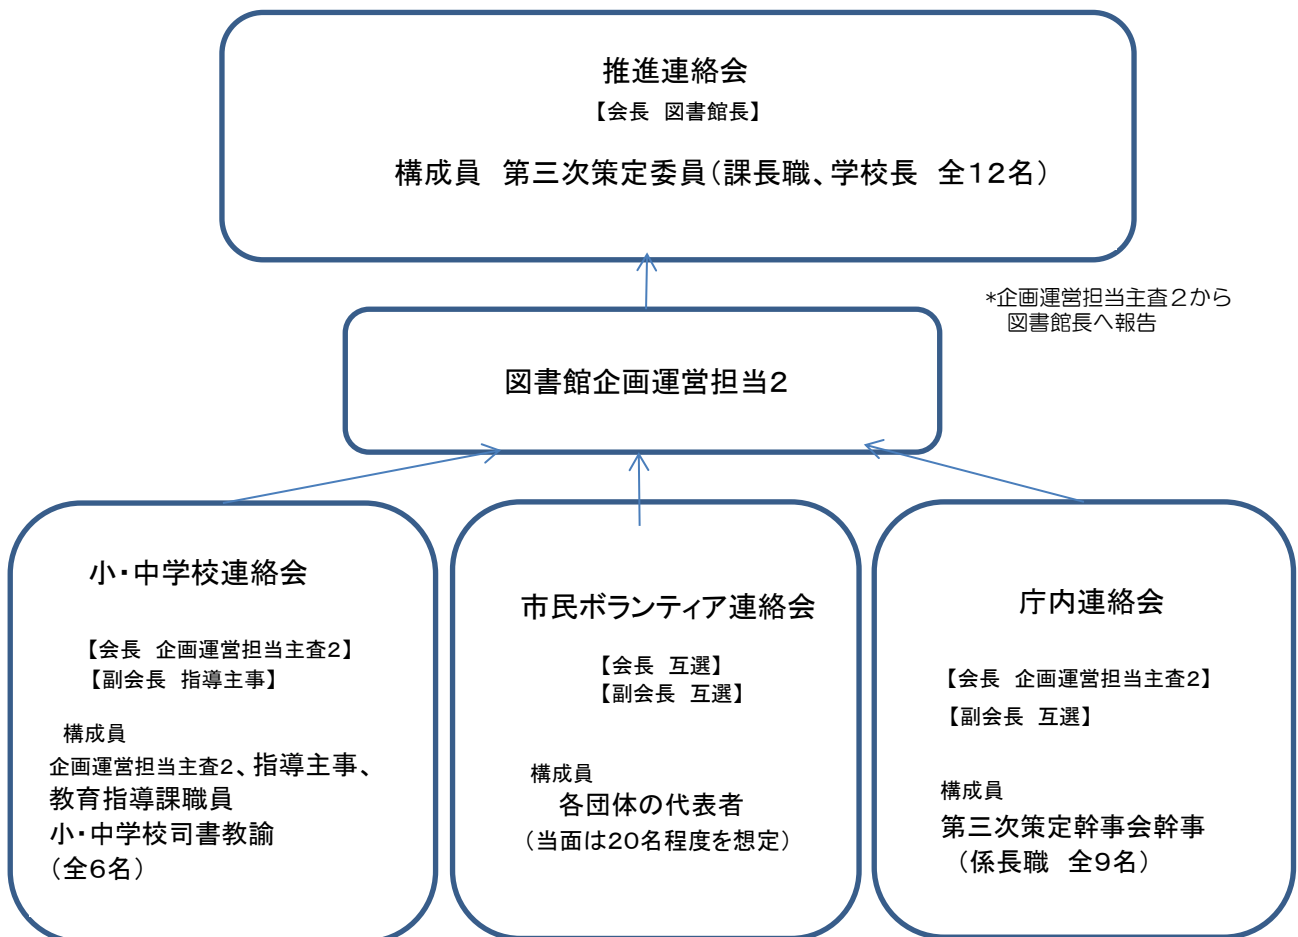 推進連絡会
【会長 図書館長】
構成員 第三次策定委員(課長職、学校長 全12名)
*企画運営担当主査2から
図書館長へ報告
図書館企画運営担当2
小・中学校連絡会
【会長 企画運営担当主査2】
【副会長 指導主事】
構成員
企画運営担当主査2、指導主事、
教育指導課職員
小・中学校司書教諭
(全6名)
市民ボランティア連絡会
【会長 互選】
【副会長 互選】
構成員
各団体の代表者
(当面は20名程度を想定)
庁内連絡会
【会長 企画運営担当主査2】
【副会長 互選】
構成員
第三次策定幹事会幹事
(係長職 全9名)